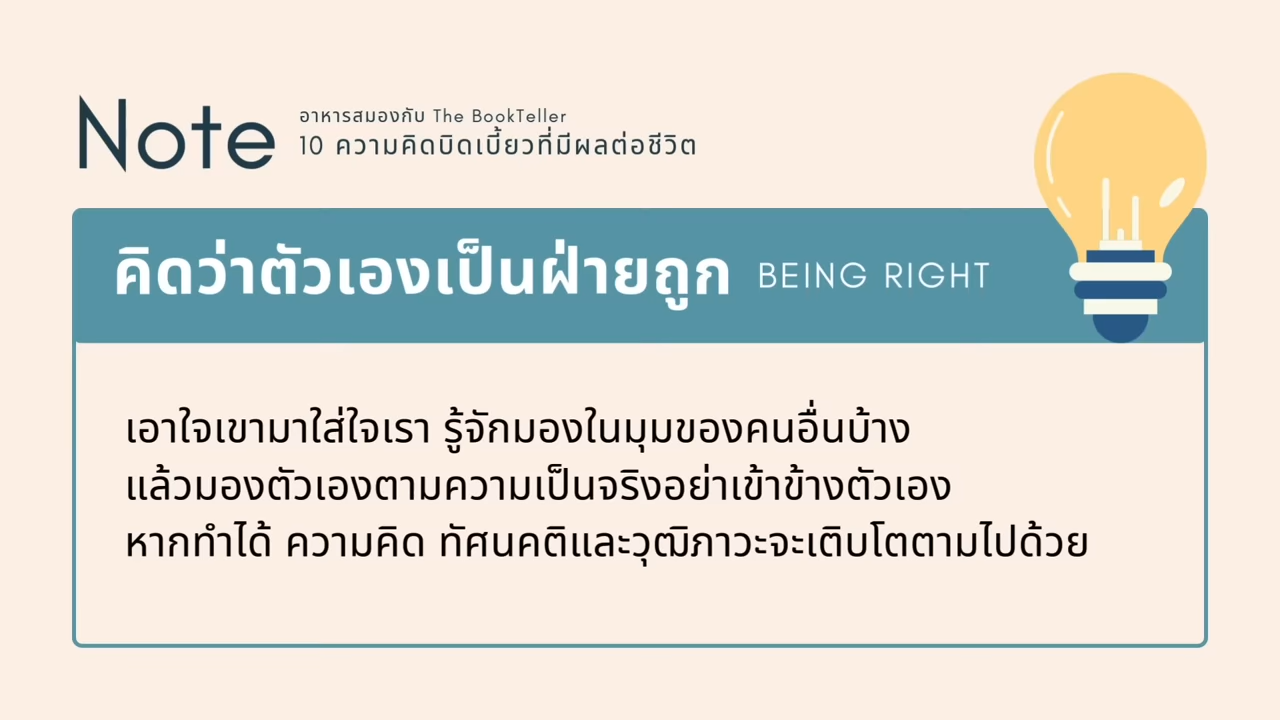 Note
อาหารสมองกับ The BookTeller
10 ความคิดบิดเบี้ยวที่มีผลต่อชีวิต
คิดว่าตัวเองเป็นฝ่ายถูก BEING RIGHT
เอาใจเขามาใส่ใจเรา รู้จักมองในมุมของคนอื่นบ้าง
แล้วมองตัวเองตามความเป็นจริงอย่าเข้าข้างตัวเอง
หากทำได้ ความคิด ทัศนคติและวุฒิภาวะจะเติบโตตามไปด้วย